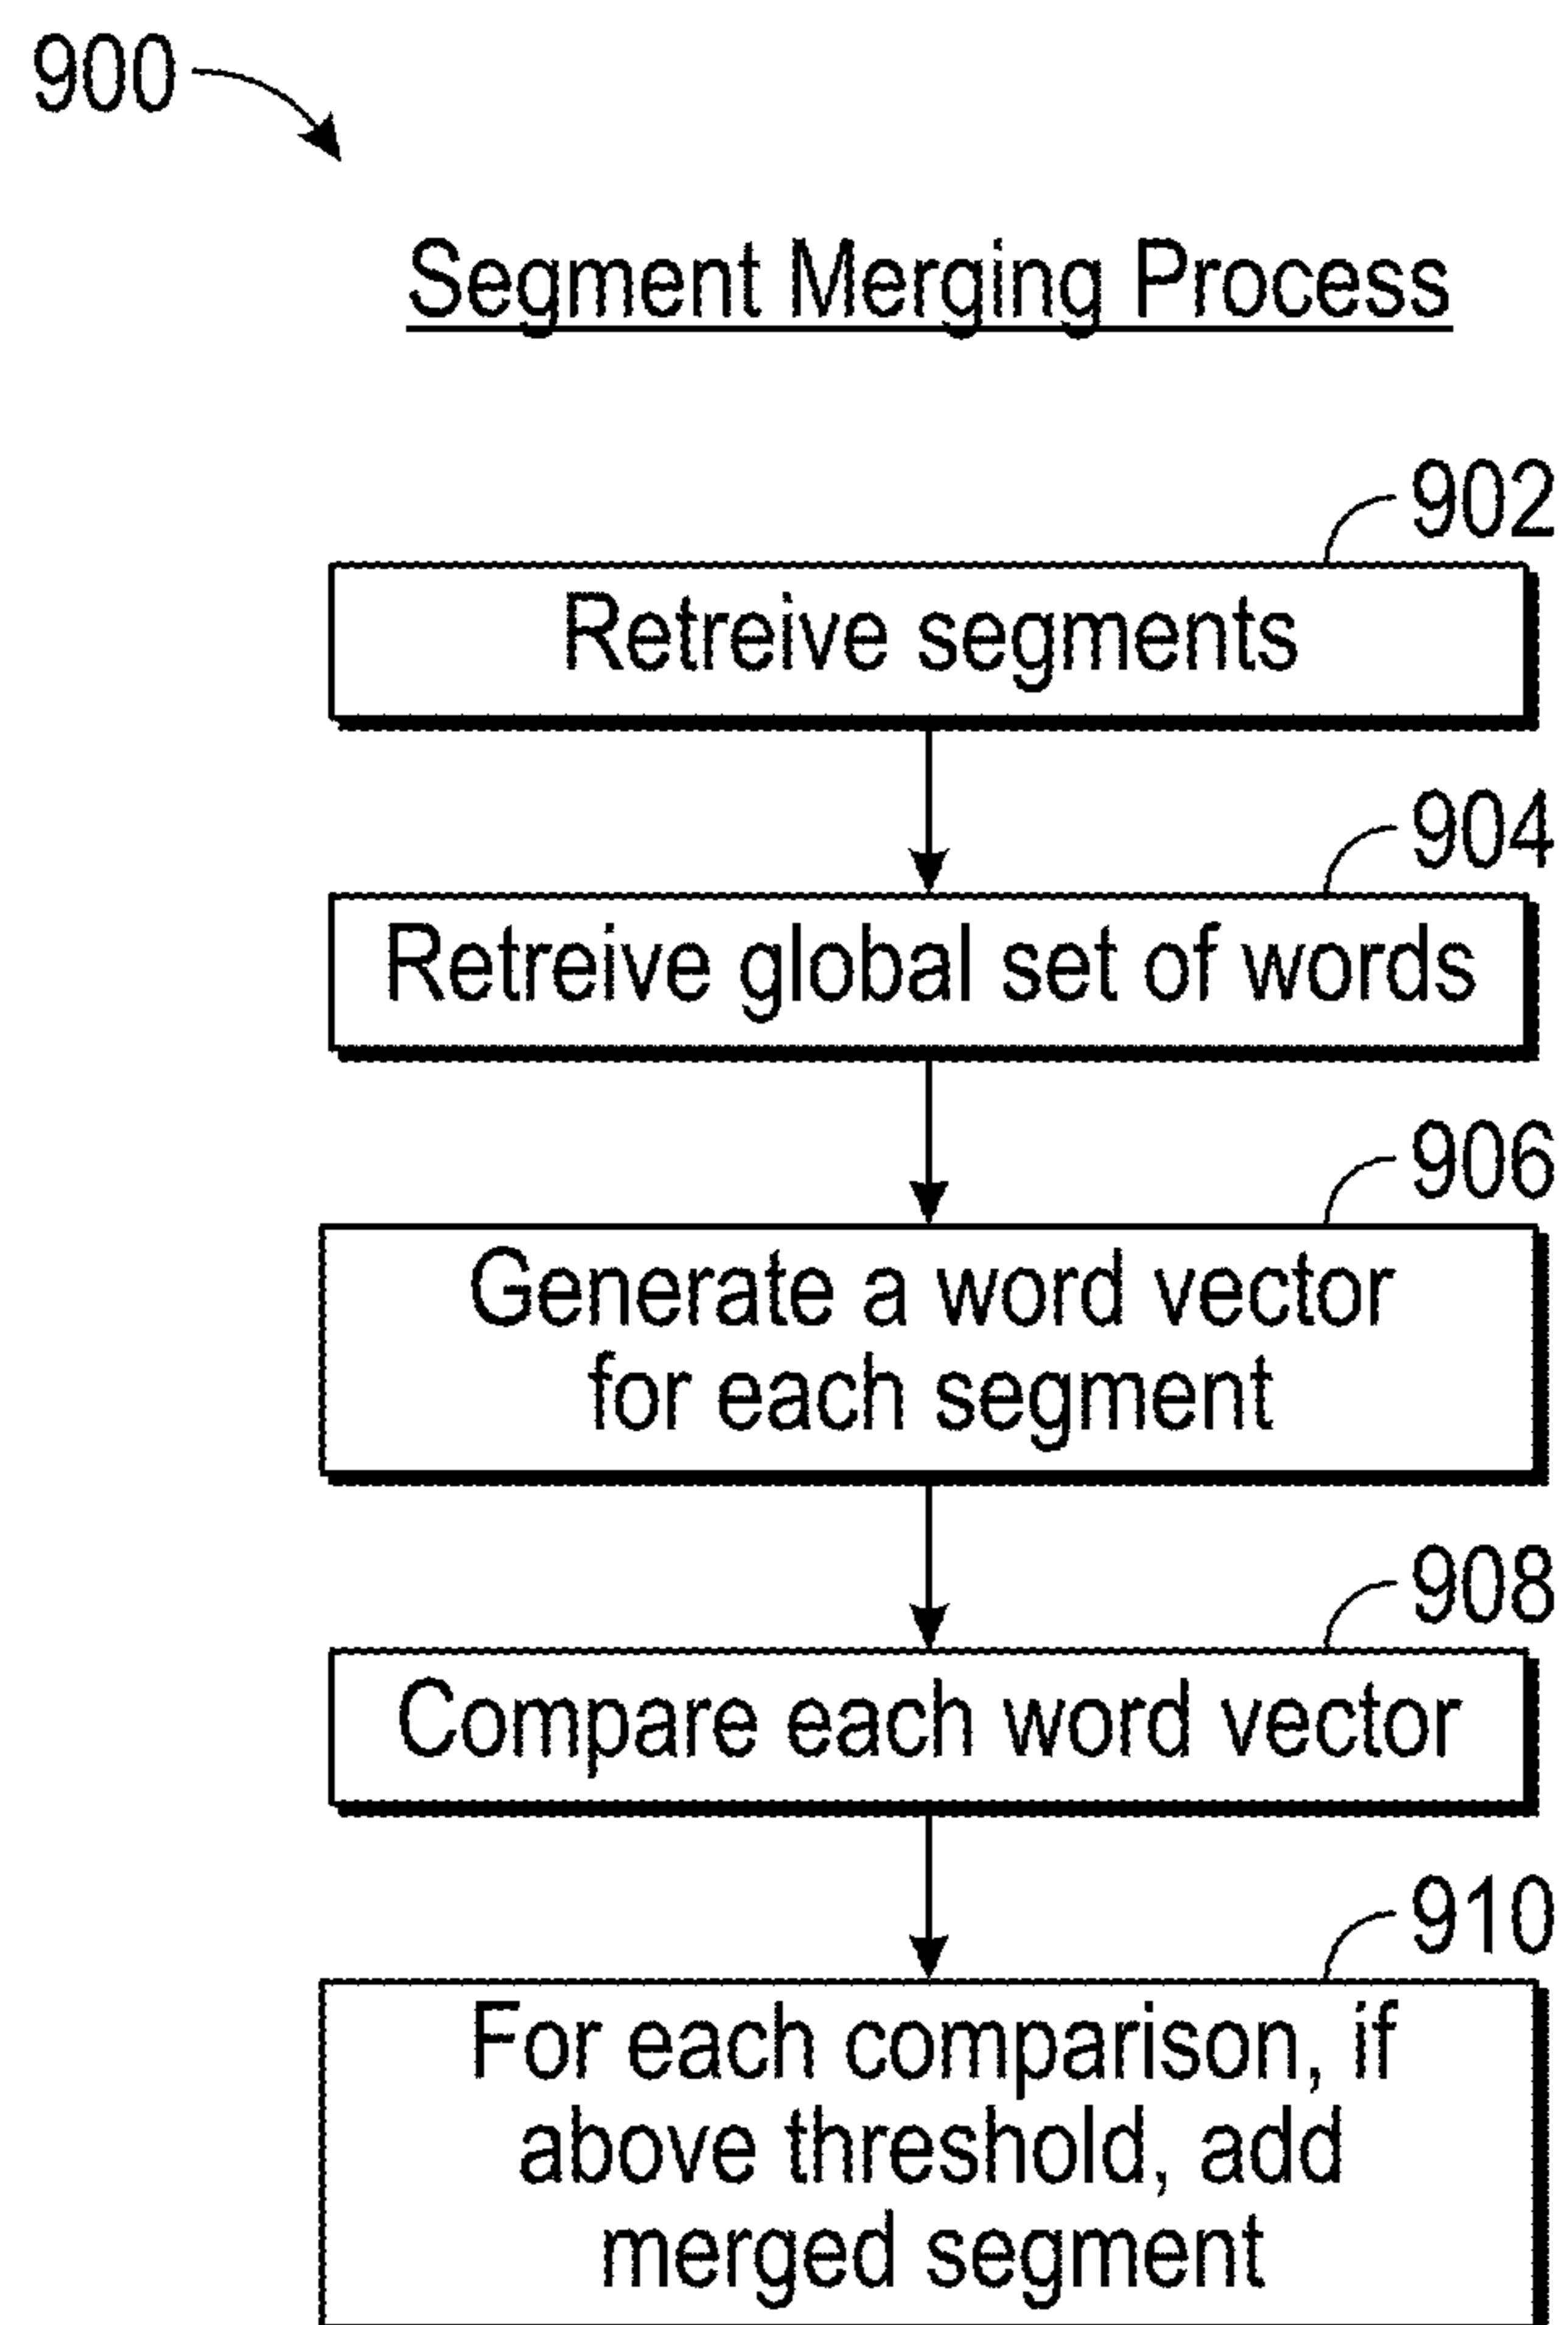 900
Segment Merging Process
902
Retreive segments
904
Retreive global set of words
906
Generate a word vector
for each segment
908
Compare each word vector
910
For each comparison, if
above threshold, add
merged segment